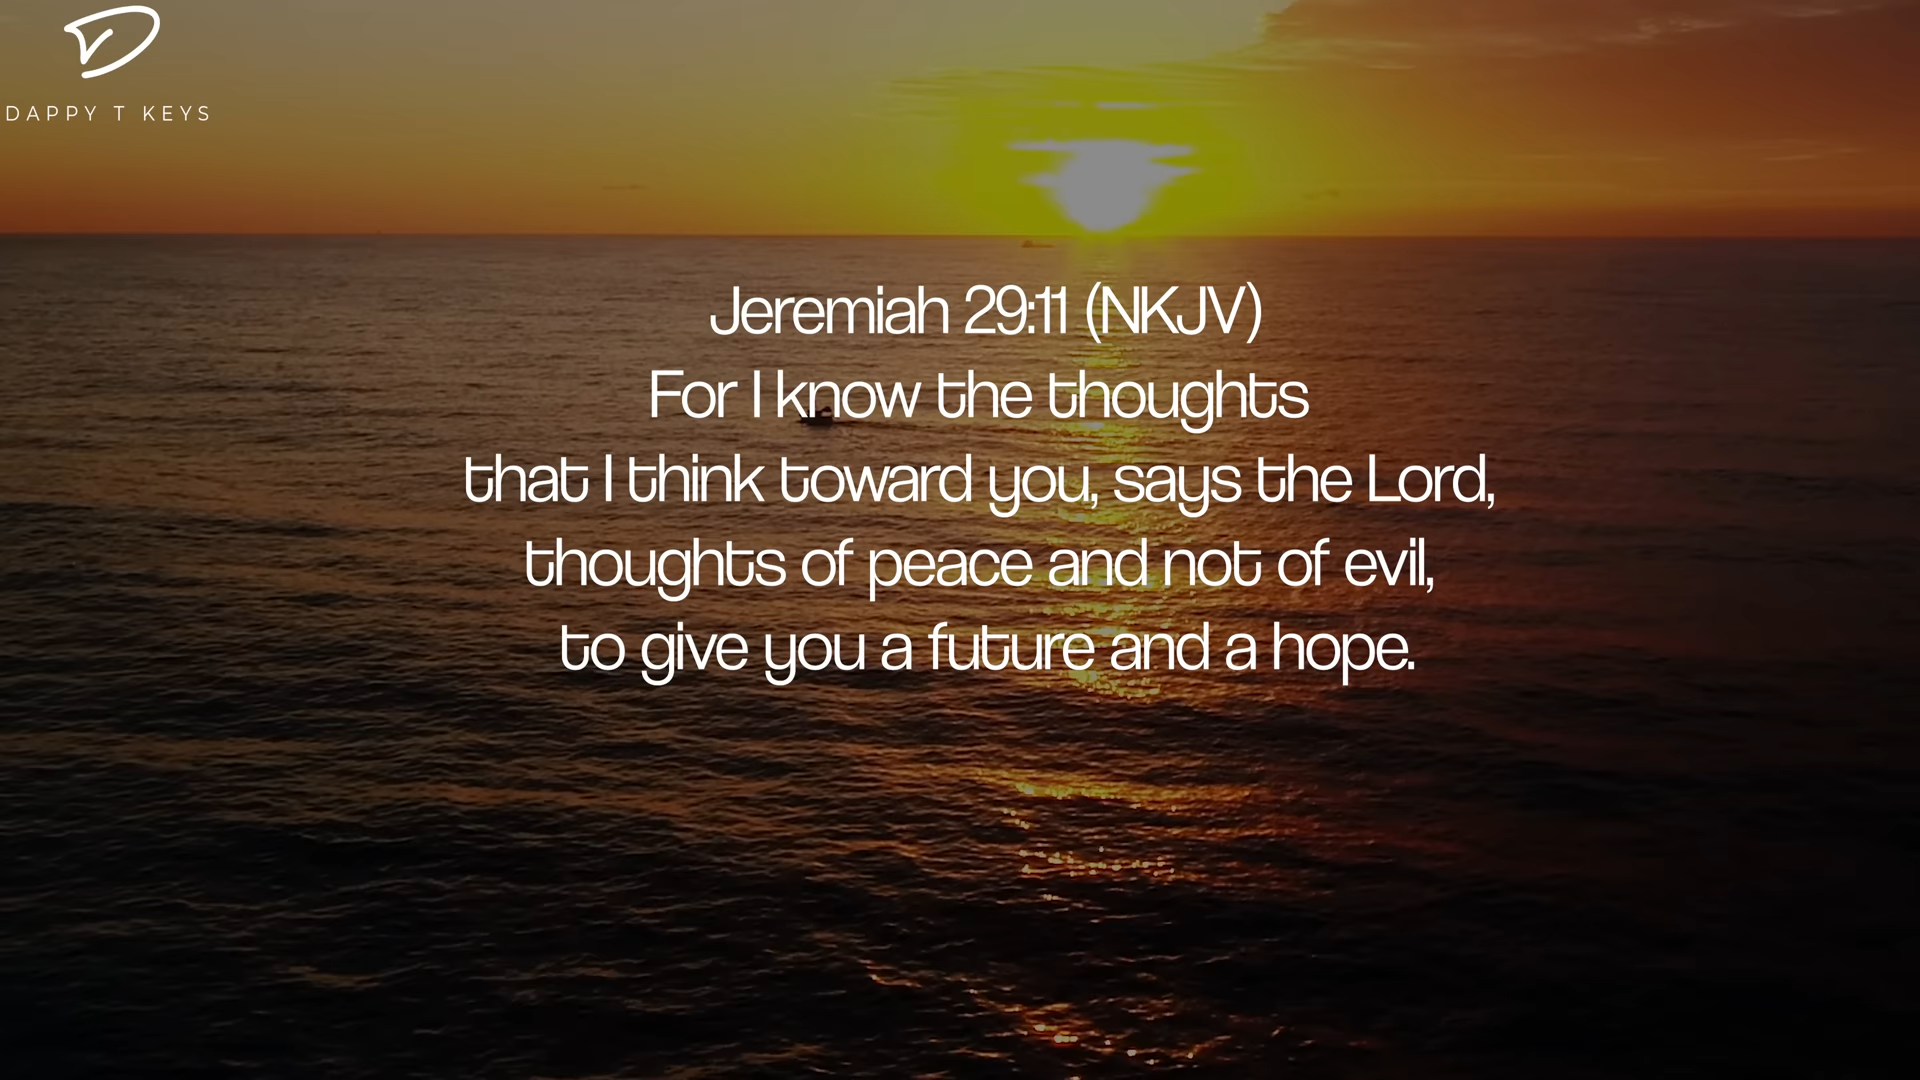 DAPPY T KEYS
Jeremiah 29:11 (NKJV)
For I know the thoughts
that I think toward you, says the Lord,
thoughts of peace and not of evil,
to give you a future and a hope.